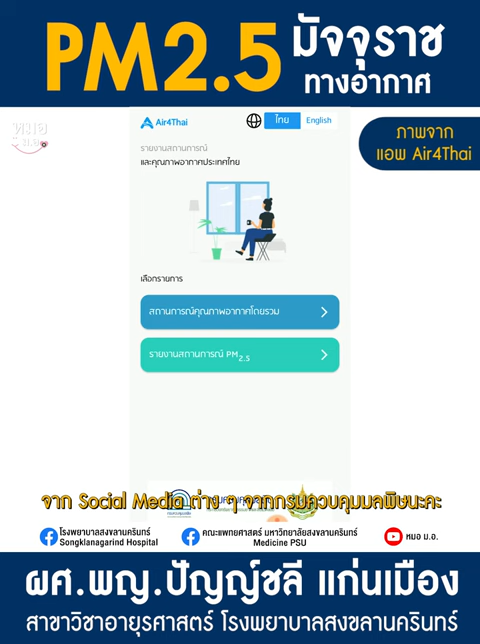 PM2.5 มัจจุราช
ทางอากาศ
หมอ
ม.อ.
Air4Thai
ไทย
English
ภาพจาก
แอพ Air4Thai
รายงานสถานการณ์
และคุณภาพอากาศประเทศไทย
เลือกรายการ
สถานการณ์คุณภาพอากาศโดยรวม
รายงานสถานการณ์ PM2.5
จาก Social Media ต่าง ๆ จากกรมควบคุมมลพิษนะคะ
โรงพยาบาลสงขลานครินทร์
Songklanagarind Hospital
คณะแพทยศาสตร์ มหาวิทยาลัยสงขลานครินทร์
Medicine PSU
หมอ ม.อ.
ผศ.พญ.ปัญญ์ชลี แก่นเมือง
สาขาวิชาอายุรศาสตร์ โรงพยาบาลสงขลานครินทร์